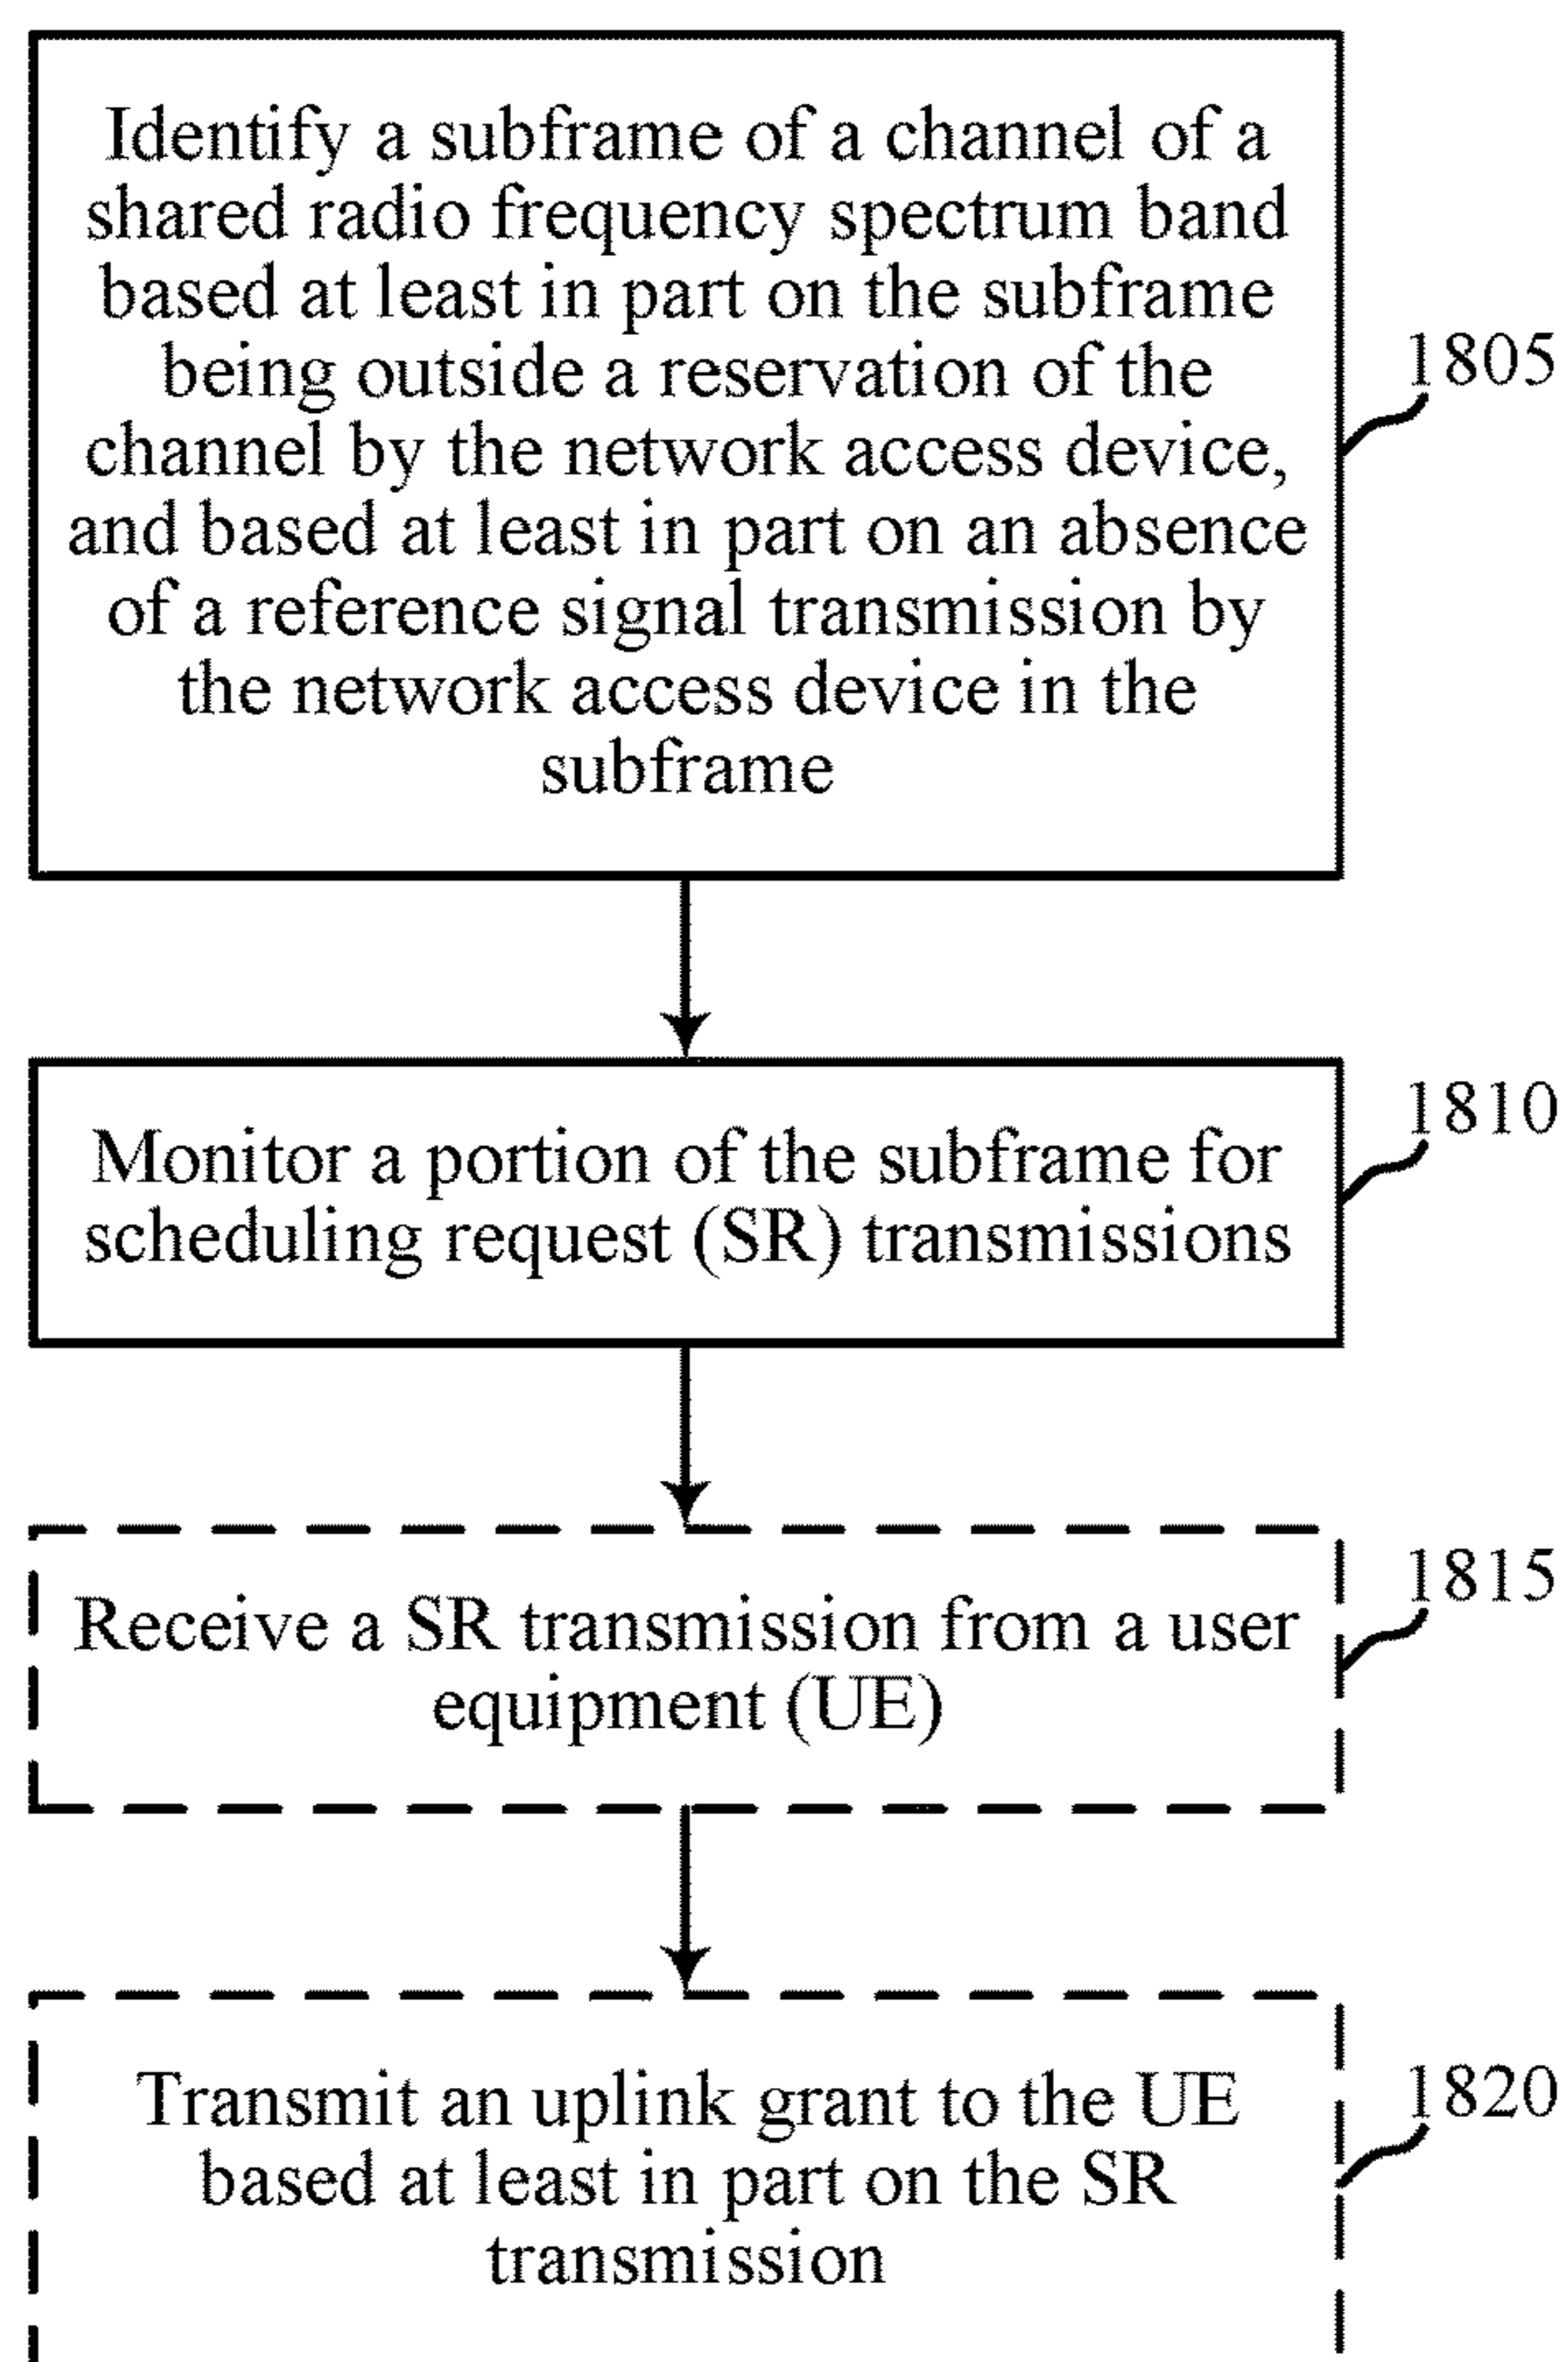 Identify a subframe of a channel of a
shared radio frequency spectrum band
based at least in part on the subframe
being outside a reservation of the
channel by the network access device,
and based at least in part on an absence
of a reference signal transmission by
the network access device in the
subframe
1805
Monitor a portion of the subframe for
scheduling request (SR) transmissions
1810
Receive a SR transmission from a user
equipment (UE)
1815
Transmit an uplink grant to the UE
based at least in part on the SR
transmission
1820